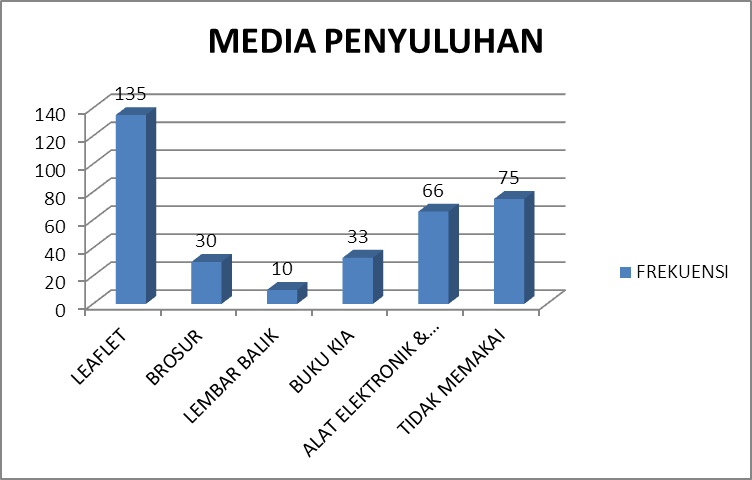 MEDIA PENYULUHAN
135
30
10
33
66
75
140
120
100
80
60
40
20
0
LEAFLET
BROSUR
LEMBAR BALIK
BUKU KIA
ALAT ELEKTRONIK &...
TIDAK MEMAKAI
FREKUENSI